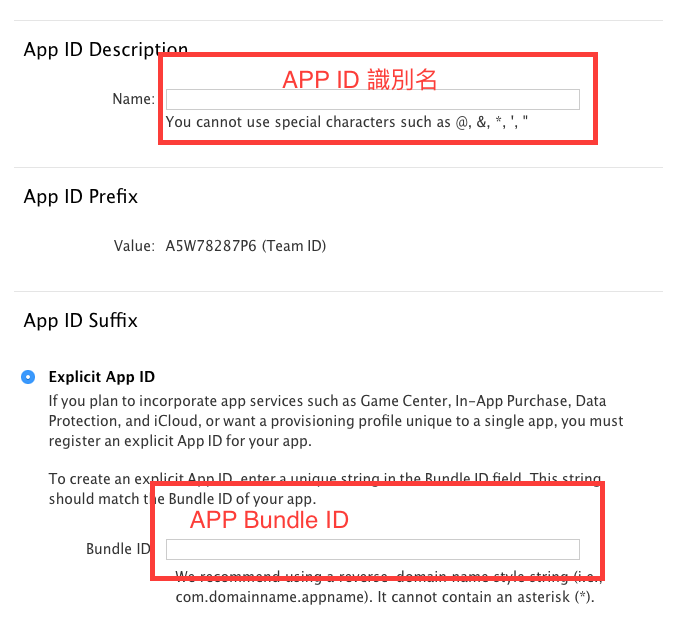 App ID Description
APP ID 識別名
Name:
You cannot use special characters such as @, &, *, ', "
App ID Prefix
Value: A5W78287P6 (Team ID)
App ID Suffix
Explicit App ID
If you plan to incorporate app services such as Game Center, In-App Purchase, Data
Protection, and iCloud, or want a provisioning profile unique to a single app, you must
register an explicit App ID for your app.
To create an explicit App ID, enter a unique string in the Bundle ID field. This string
should match the Bundle ID of your app.
APP Bundle ID
Bundle ID
We recommend using a reverse-domain name style string (i.e.,
com.domainname.appname). It cannot contain an asterisk (*).